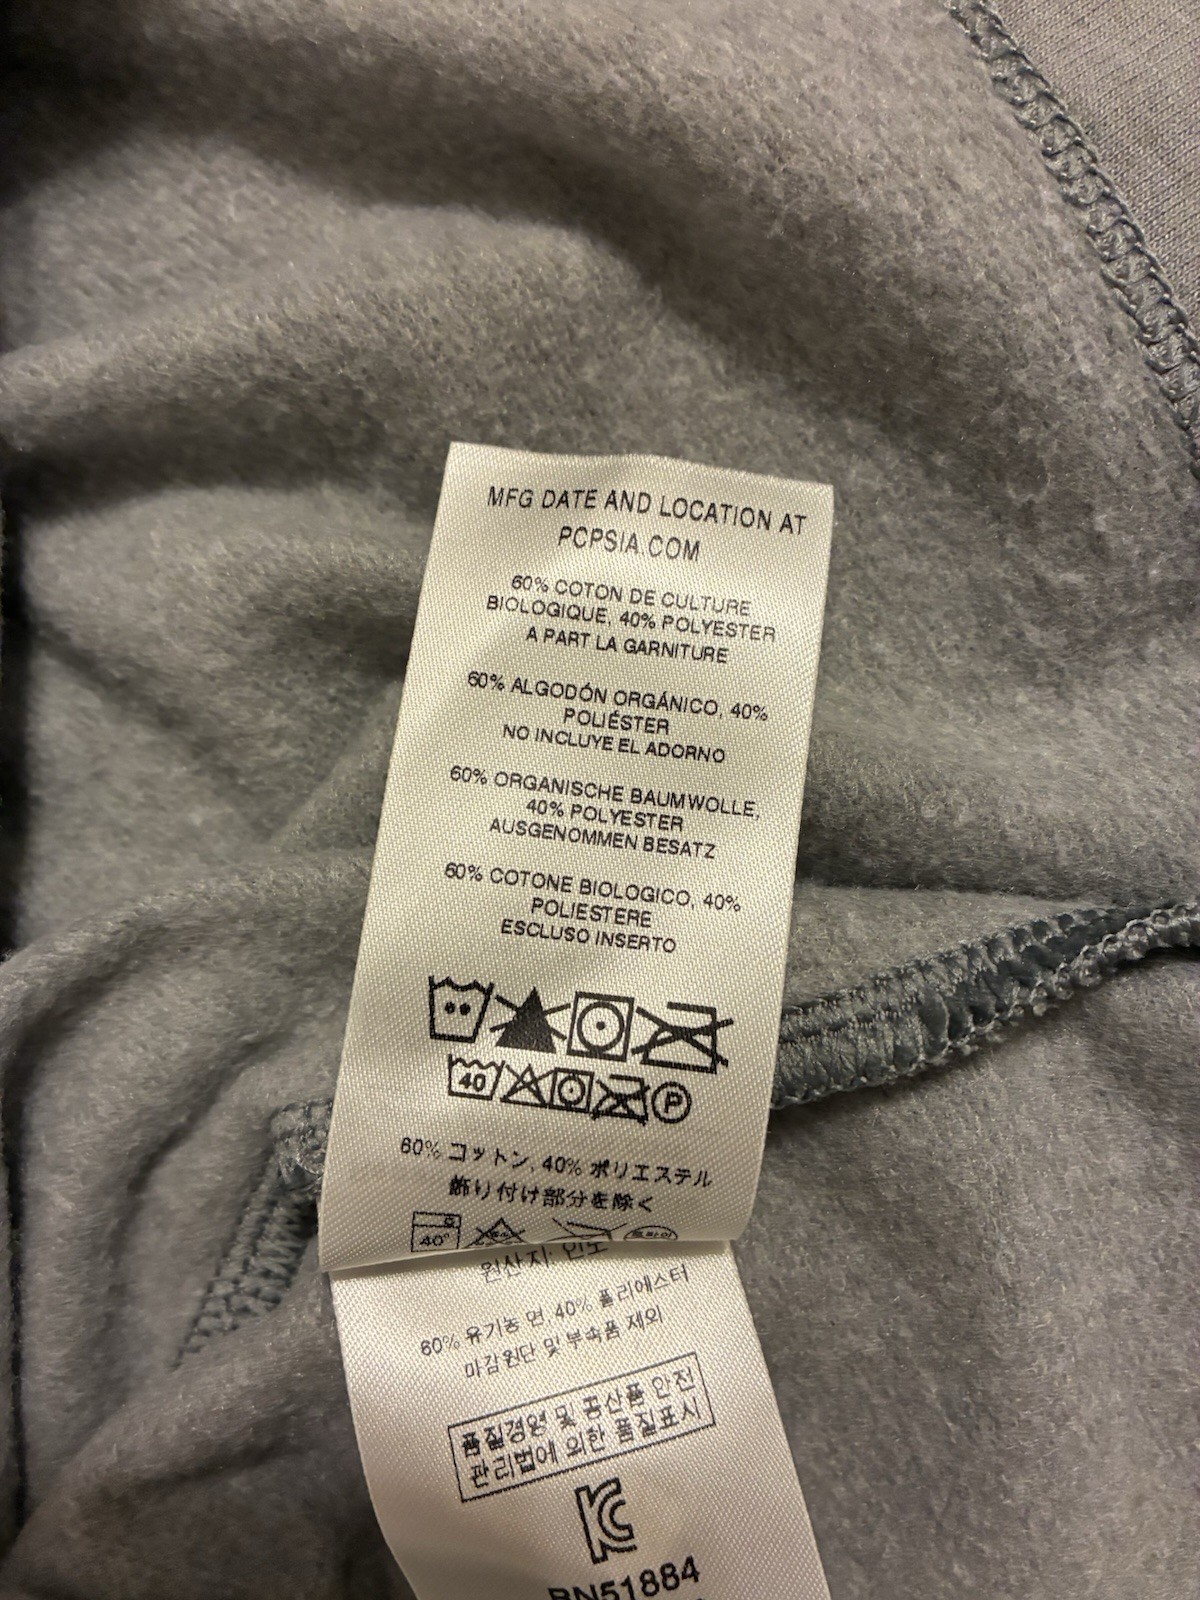 MFG DATE AND LOCATION AT
PCPSIA.COM
60% COTON DE CULTURE
BIOLOGIQUE, 40% POLYESTER
A PART LA GARNITURE
60% ALGODÓN ORGÁNICO, 40%
POLIÉSTER
NO INCLUYE EL ADORNO
60% ORGANISCHE BAUMWOLLE,
40% POLYESTER
AUSGENOMMEN BESATZ
60% COTONE BIOLOGICO, 40%
POLIESTERE
ESCLUSO INSERTO
40 P
60% コットン, 40% ポリエステル
飾り付け部分を除く
40°
원산지: 인도
60% 유기농 면, 40% 폴리에스터
마감원단 및 부속품 제외
품질경영 및 공산품 안전
관리법에 의한 품질표시
RN51884